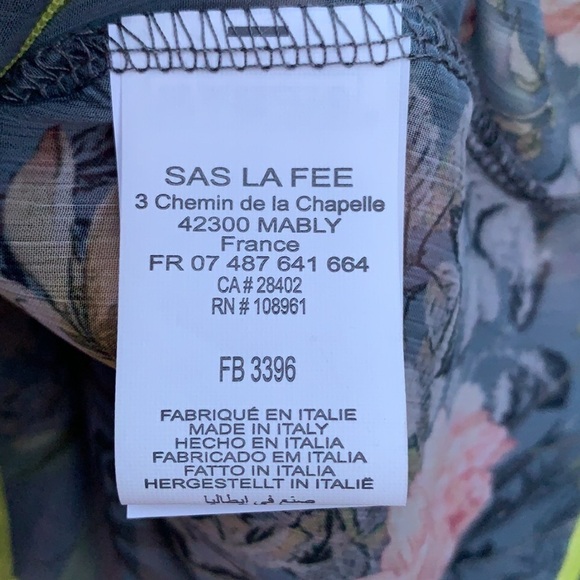 SAS LA FEE
3 Chemin de la Chapelle
42300 MABLY
France
FR 07 487 641 664
CA # 28402
RN # 108961
FB 3396
FABRIQUÉ EN ITALIE
MADE IN ITALY
HECHO EN ITALIA
FABRICADO EM ITALIA
FATTO IN ITALIA
HERGESTELLT IN ITALIË
صنع في إيطاليا